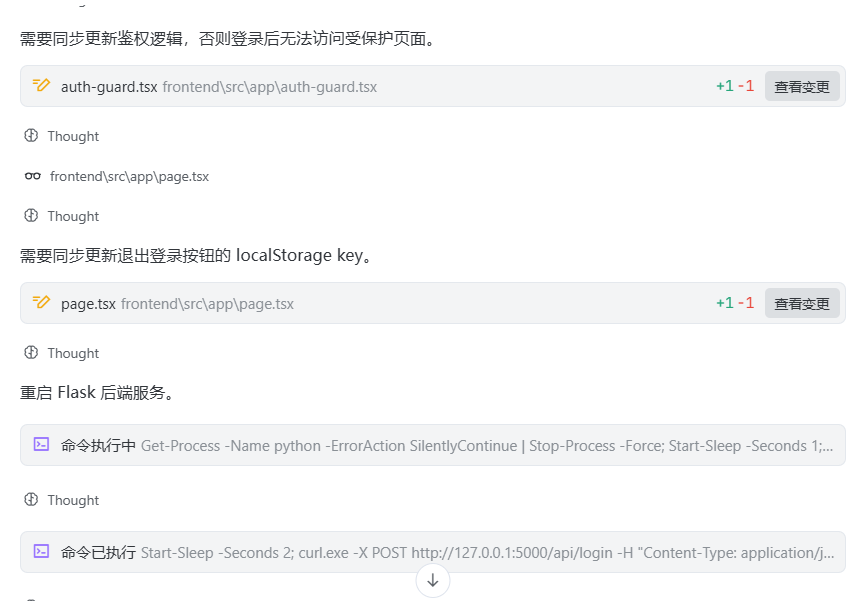 需要同步更新鉴权逻辑，否则登录后无法访问受保护页面。
auth-guard.tsx frontend\src\app\auth-guard.tsx +1 -1 查看变更
Thought
frontend\src\app\page.tsx
Thought
需要同步更新退出登录按钮的 localStorage key。
page.tsx frontend\src\app\page.tsx +1 -1 查看变更
Thought
重启 Flask 后端服务。
命令执行中 Get-Process -Name python -ErrorAction SilentlyContinue | Stop-Process -Force; Start-Sleep -Seconds 1;...
Thought
命令已执行 Start-Sleep -Seconds 2; curl.exe -X POST http://127.0.0.1:5000/api/login -H "Content-Type: application/j...